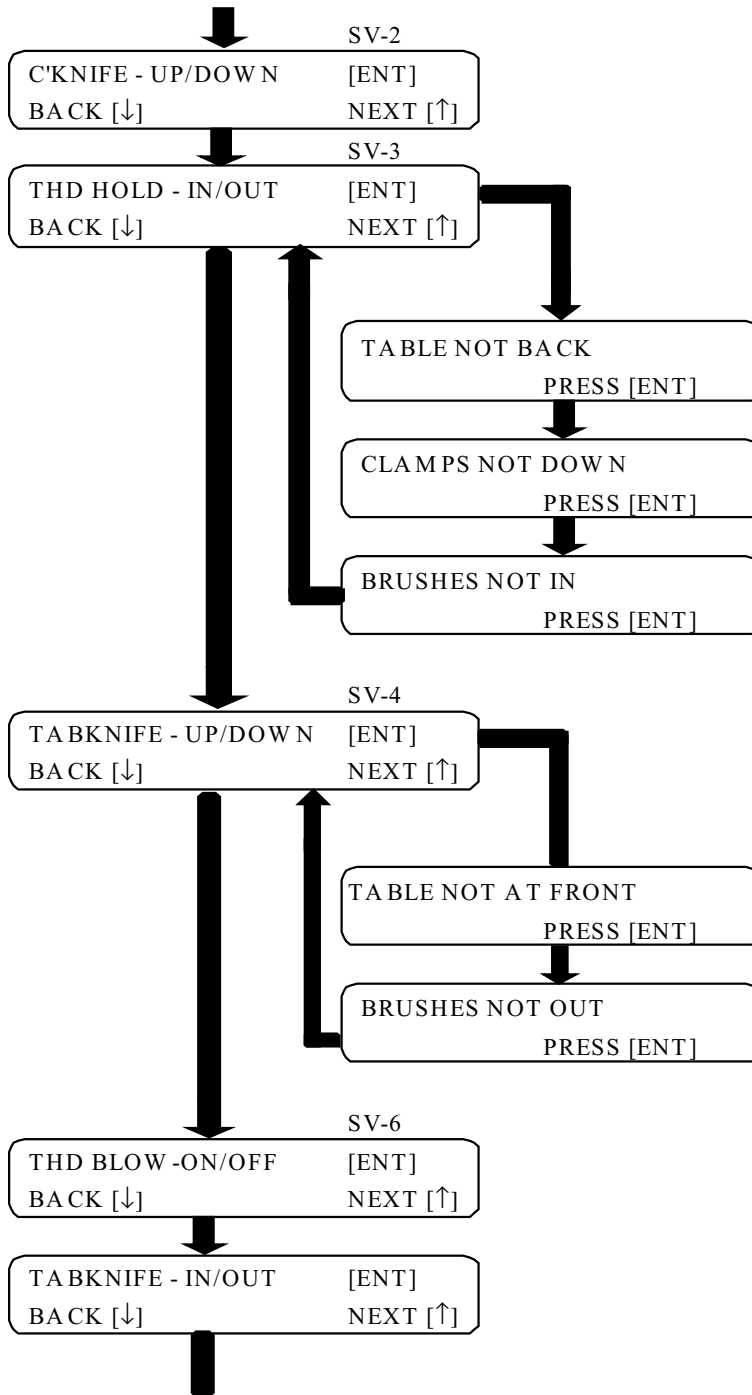 SV-2
C'KNIFE - UP/DOWN [ENT]
BACK [↓] NEXT [↑]
SV-3
THD HOLD - IN/OUT [ENT]
BACK [↓] NEXT [↑]
TABLE NOT BACK
PRESS [ENT]
CLAMPS NOT DOWN
PRESS [ENT]
BRUSHES NOT IN
PRESS [ENT]
SV-4
TABKNIFE - UP/DOWN [ENT]
BACK [↓] NEXT [↑]
TABLE NOT AT FRONT
PRESS [ENT]
BRUSHES NOT OUT
PRESS [ENT]
SV-6
THD BLOW -ON/OFF [ENT]
BACK [↓] NEXT [↑]
TABKNIFE - IN/OUT [ENT]
BACK [↓] NEXT [↑]